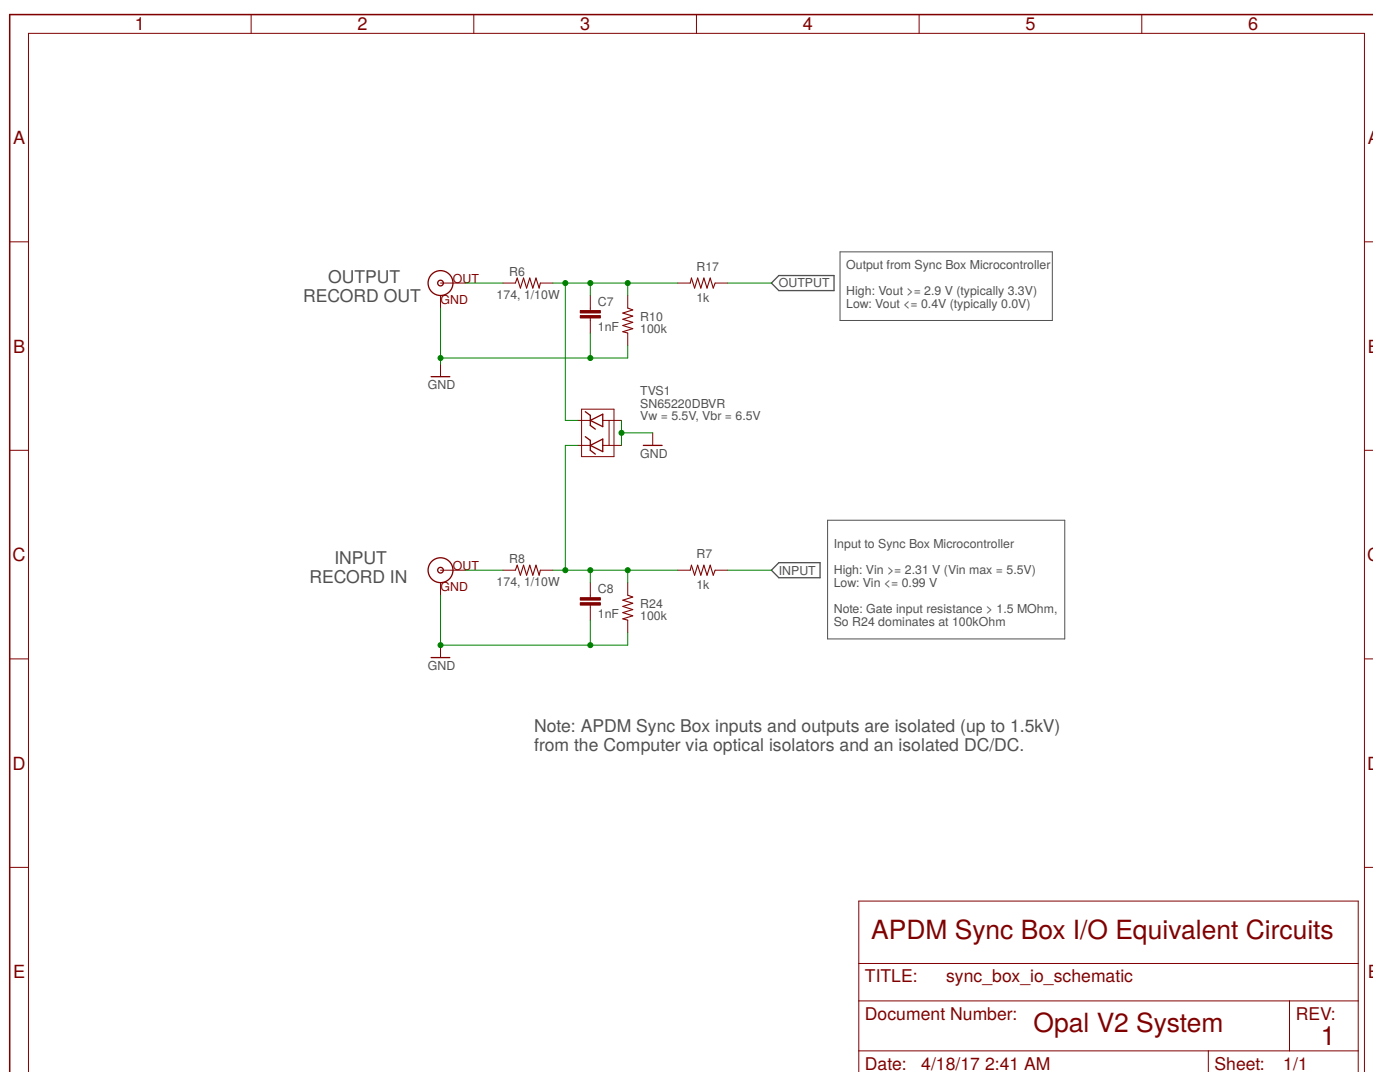 1 2 3 4 5 6
A
A
OUTPUT
RECORD OUT
OUT
GND
R6
174, 1/10W
C7
1nF
R10
100k
R17
1k
OUTPUT
Output from Sync Box Microcontroller
High: Vout >= 2.9 V (typically 3.3V)
Low: Vout <= 0.4V (typically 0.0V)
B
B
GND
TVS1
SN65220DBVR
Vw = 5.5V, Vbr = 6.5V
GND
C
C
INPUT
RECORD IN
OUT
GND
R8
174, 1/10W
C8
1nF
R24
100k
R7
1k
INPUT
Input to Sync Box Microcontroller
High: Vin >= 2.31 V (Vin max = 5.5V)
Low: Vin <= 0.99 V
Note: Gate input resistance > 1.5 MOhm,
So R24 dominates at 100kOhm
GND
Note: APDM Sync Box inputs and outputs are isolated (up to 1.5kV)
from the Computer via optical isolators and an isolated DC/DC.
D
D
E
E
APDM Sync Box I/O Equivalent Circuits
TITLE: sync_box_io_schematic
Document Number: Opal V2 System
REV:
1
Date: 4/18/17 2:41 AM
Sheet: 1/1